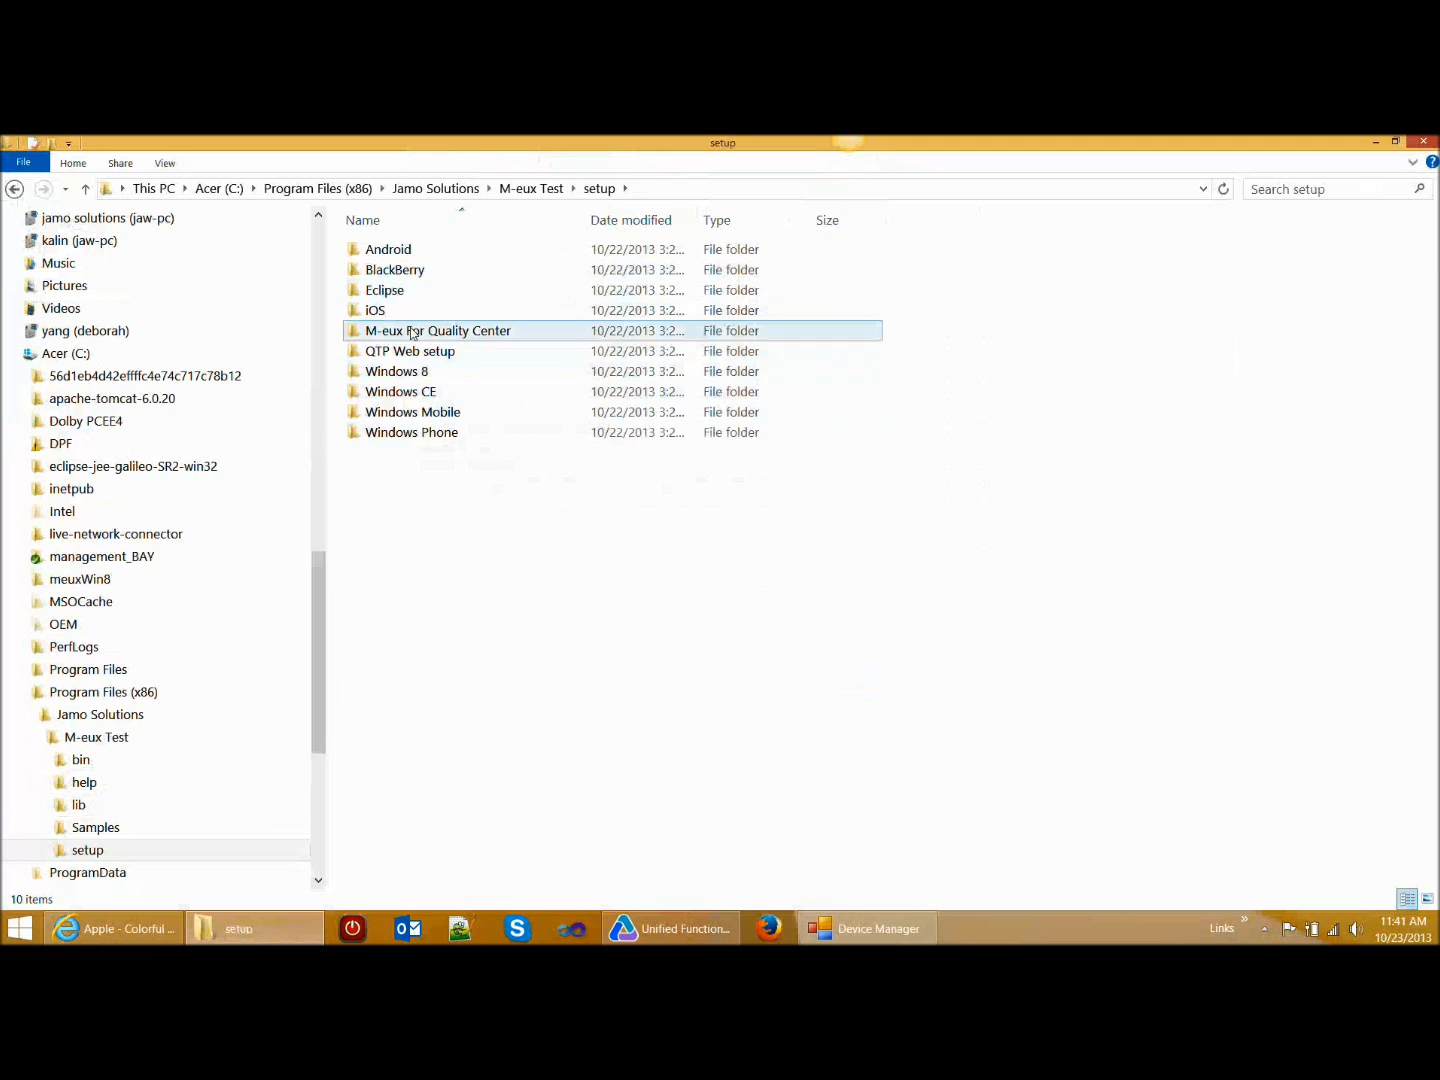 setup
File Home Share View
This PC Acer (C:) Program Files (x86) Jamo Solutions M-eux Test setup Search setup
Name Date modified Type Size
jamo solutions (jaw-pc)
kalin (jaw-pc)
Music
Pictures
Videos
yang (deborah)
Acer (C:)
56d1eb4d42effffc4e74c717c78b12
apache-tomcat-6.0.20
Dolby PCEE4
DPF
eclipse-jee-galileo-SR2-win32
inetpub
Intel
live-network-connector
management_BAY
meuxWin8
MSOCache
OEM
PerfLogs
Program Files
Program Files (x86)
Jamo Solutions
M-eux Test
bin
help
lib
Samples
setup
ProgramData
Android 10/22/2013 3:2... File folder
BlackBerry 10/22/2013 3:2... File folder
Eclipse 10/22/2013 3:2... File folder
iOS 10/22/2013 3:2... File folder
M-eux For Quality Center 10/22/2013 3:2... File folder
QTP Web setup 10/22/2013 3:2... File folder
Windows 8 10/22/2013 3:2... File folder
Windows CE 10/22/2013 3:2... File folder
Windows Mobile 10/22/2013 3:2... File folder
Windows Phone 10/22/2013 3:2... File folder
10 items
Apple - Colorful ... setup Unified Function... Device Manager Links 11:41 AM
10/23/2013